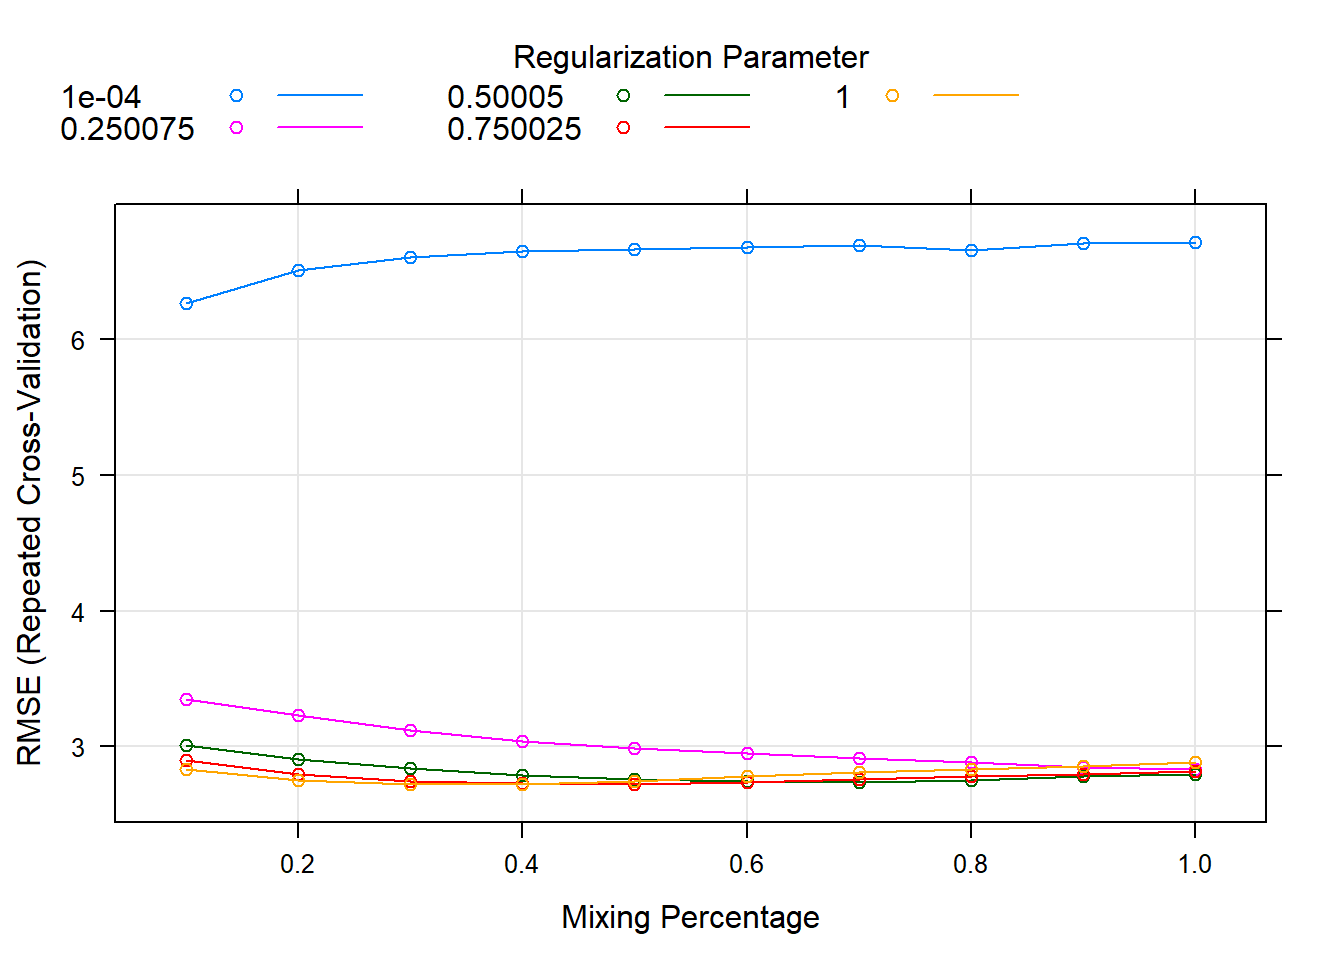 Regularization Parameter
1e-04 0.50005 1
0.250075 0.750025
RMSE (Repeated Cross-Validation)
6
5
4
3
0.2 0.4 0.6 0.8 1.0
Mixing Percentage